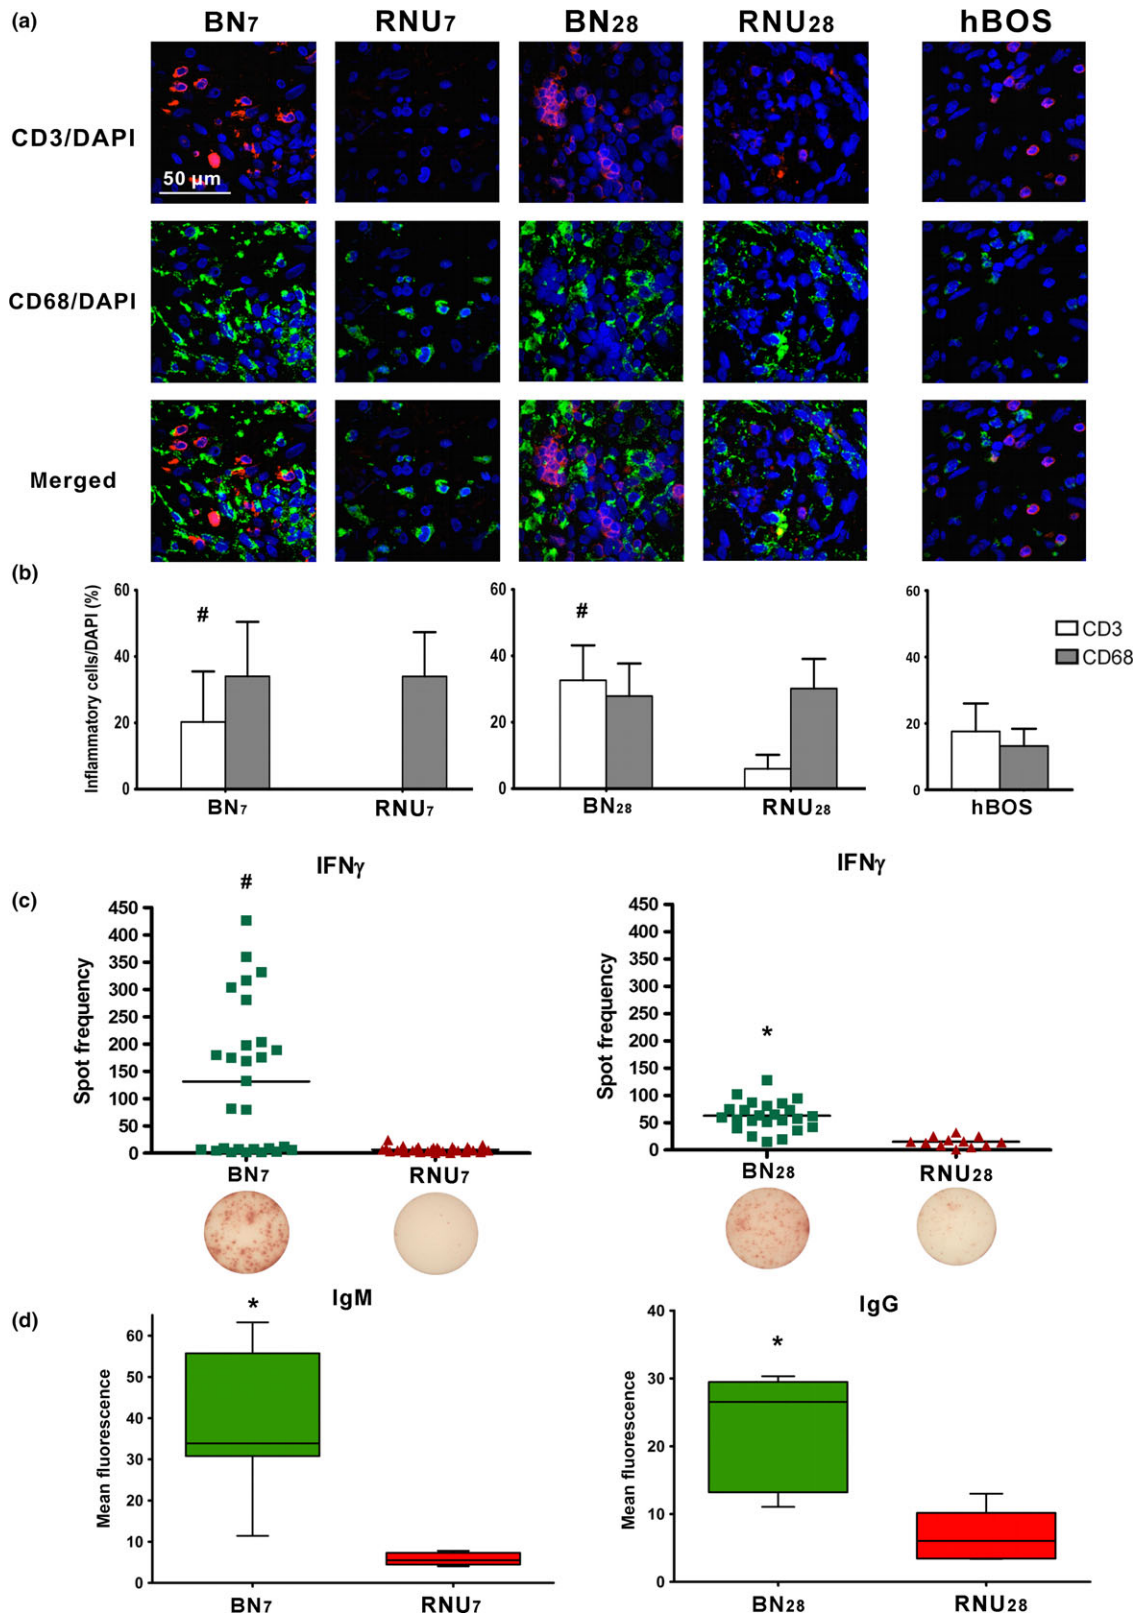 (a)
BN7 RNU7 BN28 RNU28 hBOS
CD3/DAPI
50 µm
CD68/DAPI
Merged
(b)
Inflammatory cells/DAPI (%)
60
40
20
0
#
BN7 RNU7
60
40
20
0
#
BN28 RNU28
60
40
20
0
hBOS
CD3
CD68
(c)
IFNγ
#
Spot frequency
450
400
350
300
250
200
150
100
50
0
BN7 RNU7
IFNγ
*
Spot frequency
450
400
350
300
250
200
150
100
50
0
BN28 RNU28
(d)
IgM
*
Mean fluorescence
60
50
40
30
20
10
0
BN7 RNU7
IgG
*
Mean fluorescence
40
30
20
10
0
BN28 RNU28